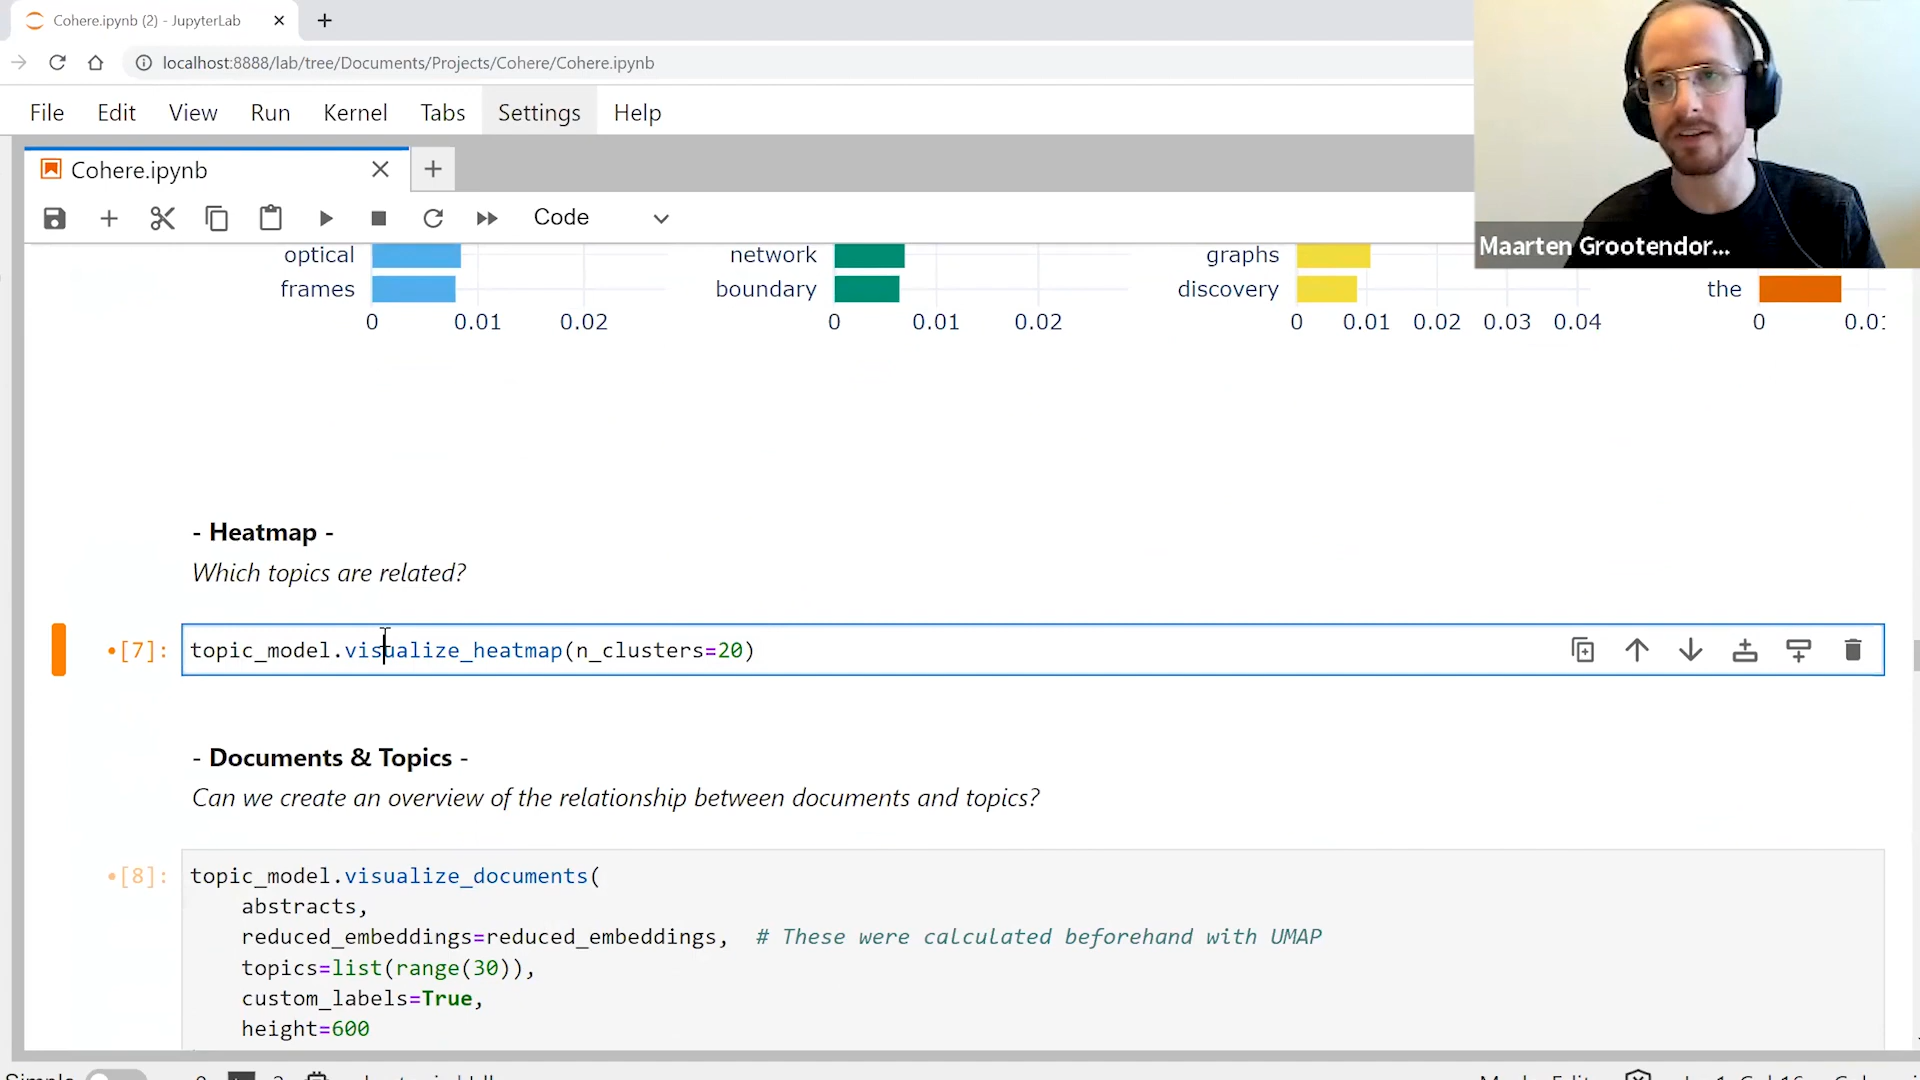 Cohere.ipynb (2) - JupyterLab
localhost:8888/lab/tree/Documents/Projects/Cohere/Cohere.ipynb
File Edit View Run Kernel Tabs Settings Help
Cohere.ipynb
Code
Maarten Grootendor...
optical network graphs
frames boundary discovery the
0 0.01 0.02 0 0.01 0.02 0 0.01 0.02 0.03 0.04 0
- Heatmap -
Which topics are related?
[7]: topic_model.visualize_heatmap(n_clusters=20)
- Documents & Topics -
Can we create an overview of the relationship between documents and topics?
[8]: topic_model.visualize_documents(
abstracts,
reduced_embeddings=reduced_embeddings, # These were calculated beforehand with UMAP
topics=list(range(30)),
custom_labels=True,
height=600